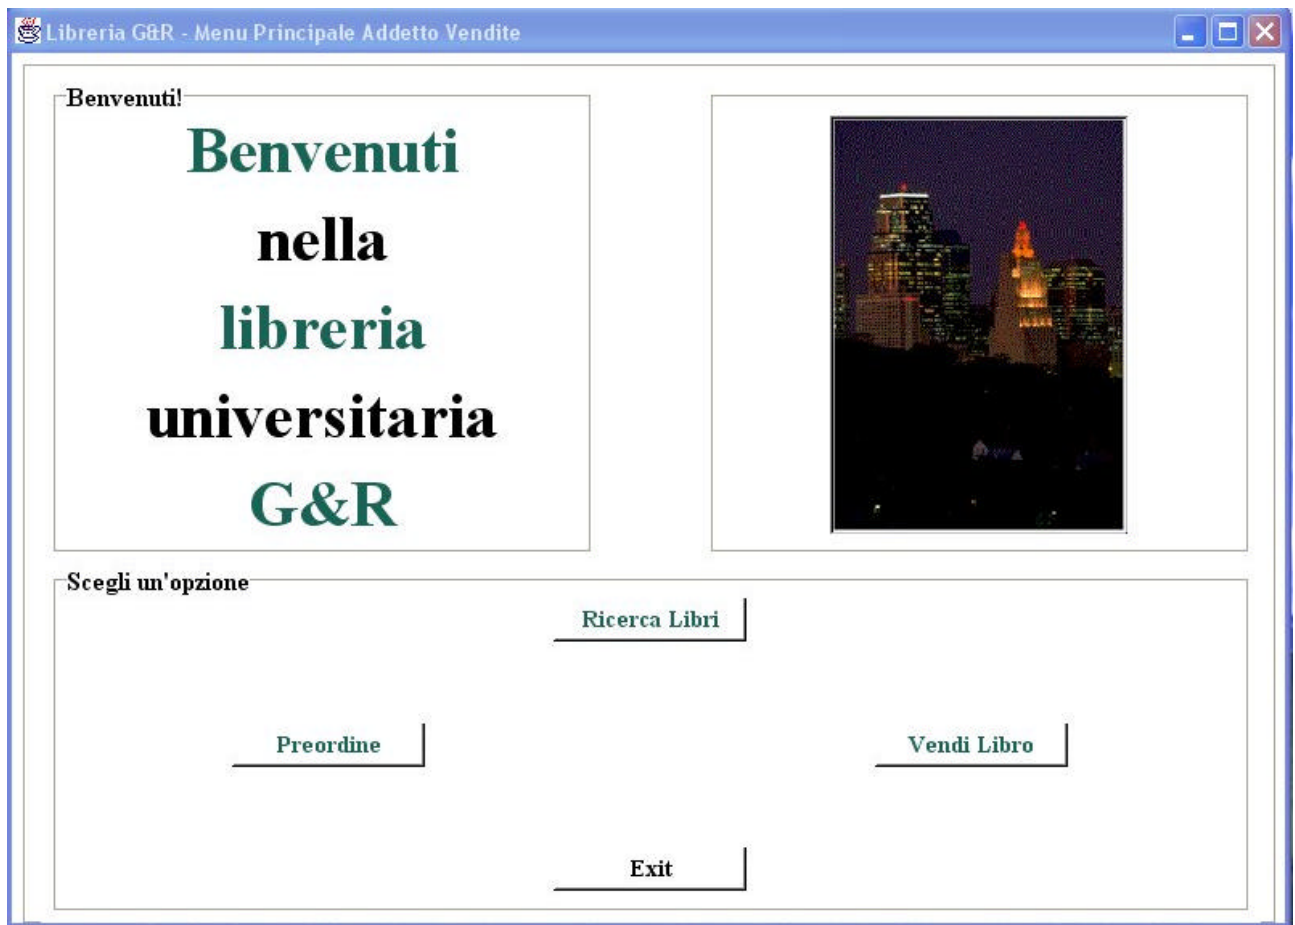 Libreria G&R - Menu Principale Addetto Vendite
Benvenuti!
Benvenuti
nella
libreria
universitaria
G&R
Scegli un'opzione
Ricerca Libri
Preordine
Vendi Libro
Exit